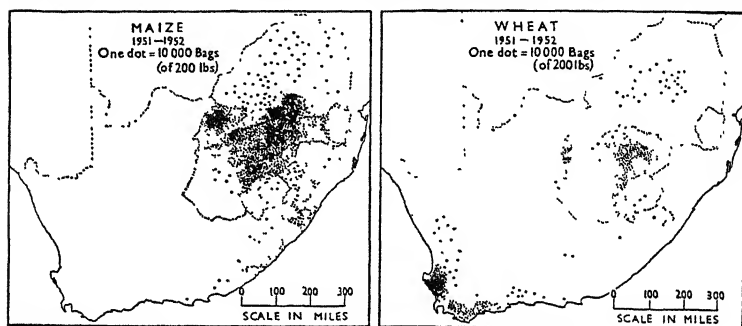 MAIZE
1951—1952
One dot = 10 000 Bags
(of 200 lbs)
0 100 200 300
SCALE IN MILES
WHEAT
1951—1952
One dot = 10 000 Bags
(of 200 lbs)
0 100 200 300
SCALE IN MILES